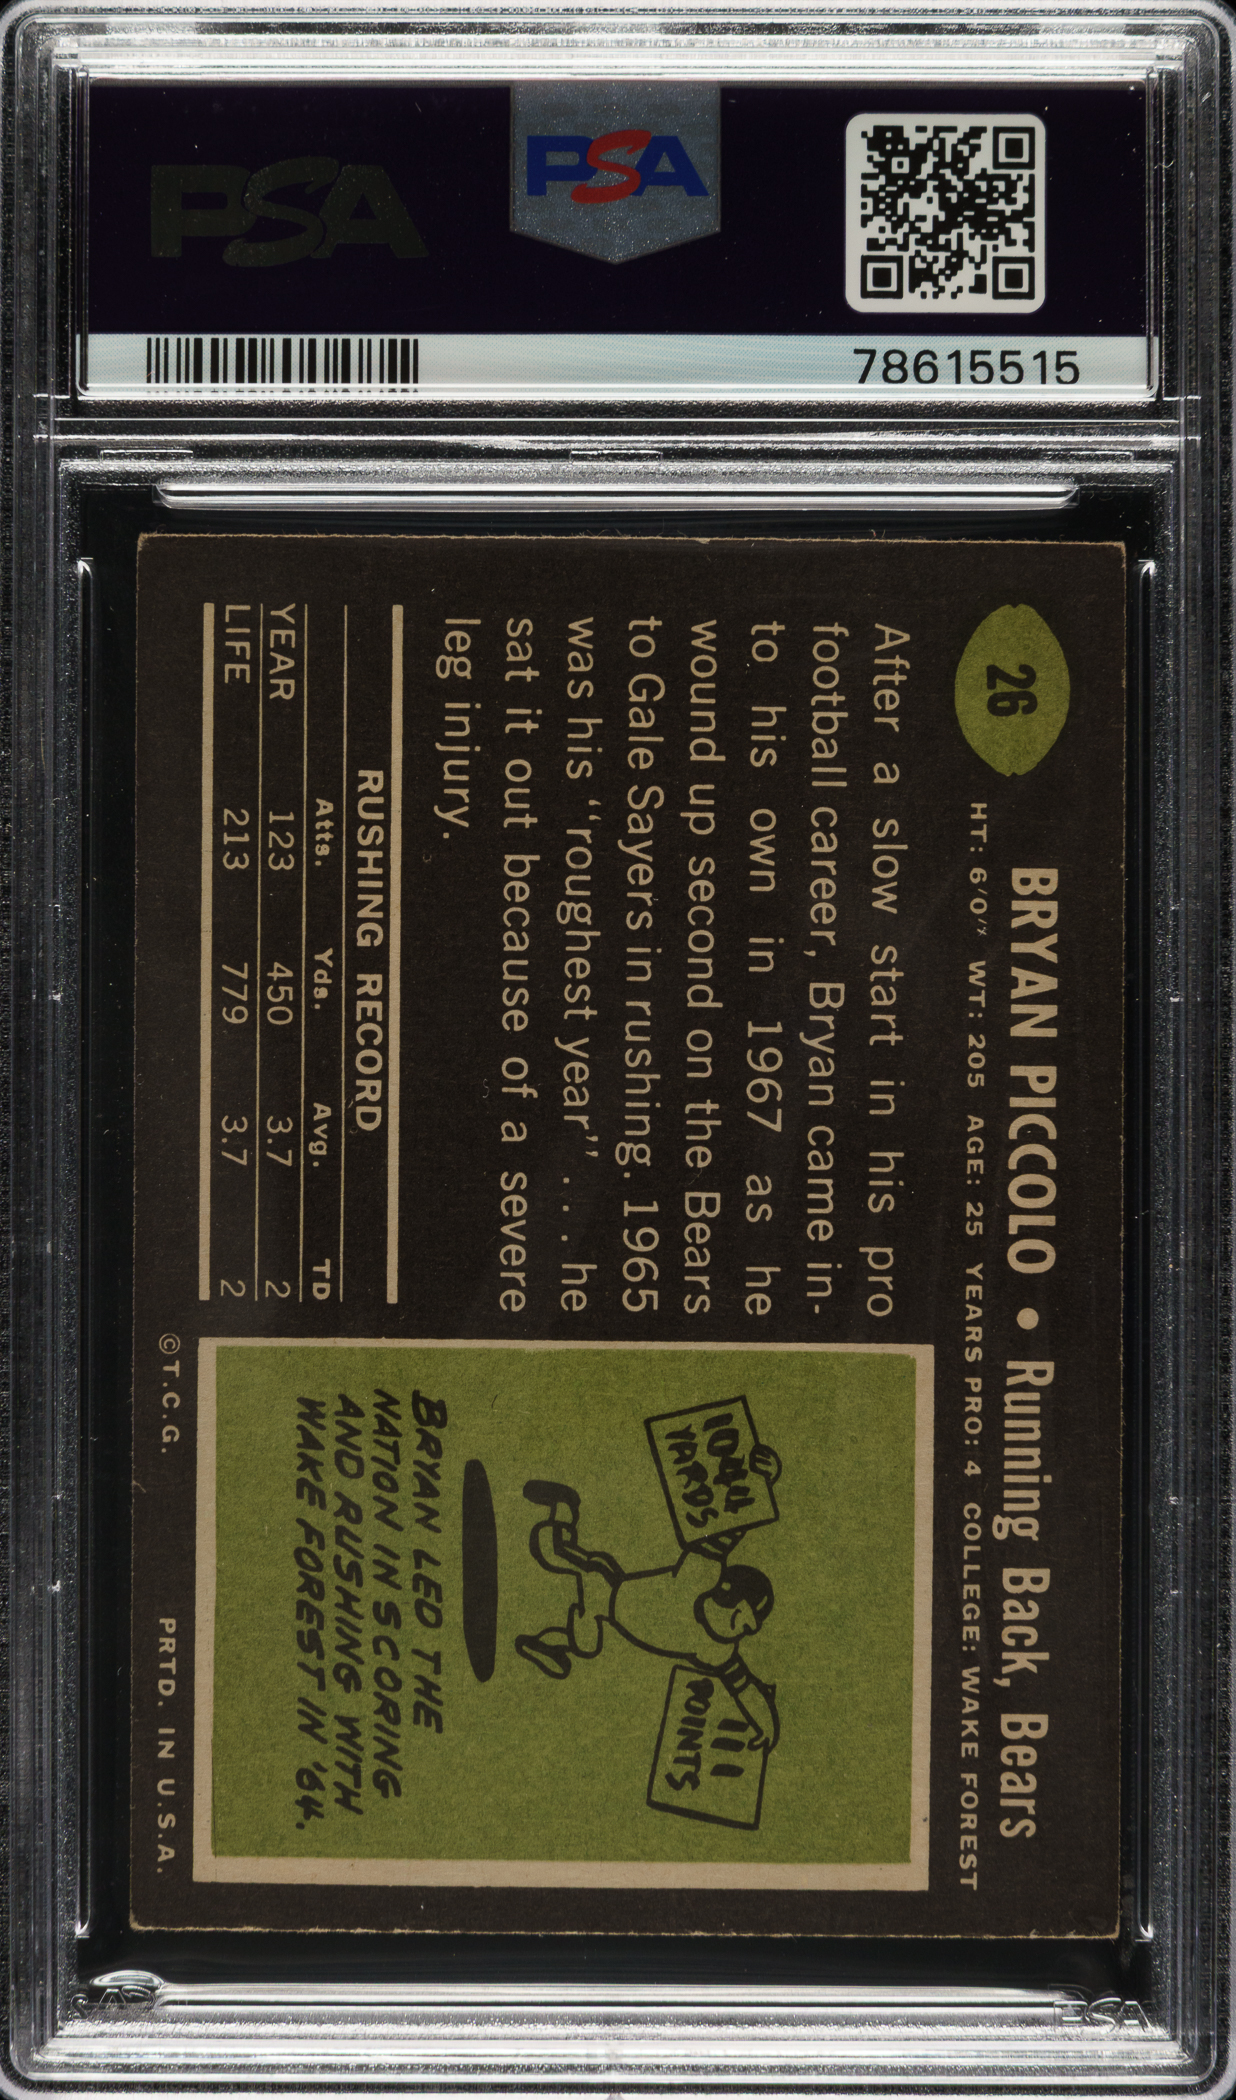 PSA
PSA
78615515
26
BRYAN PICCOLO • Running Back, Bears
HT: 6'0" WT: 205 AGE: 25 YEARS PRO: 4 COLLEGE: WAKE FOREST
After a slow start in his pro
football career, Bryan came in-
to his own in 1967 as he
wound up second on the Bears
to Gale Sayers in rushing. 1965
was his "roughest year" . . . he
sat it out because of a severe
leg injury.
RUSHING RECORD
Atts. Yds. Avg. TD
YEAR 123 450 3.7 2
LIFE 213 779 3.7 2
1044
YARDS
111
POINTS
BRYAN LED THE
NATION IN SCORING
AND RUSHING WITH
WAKE FOREST IN '64.
© T.C.G. PRTD. IN U.S.A.
PSA
PSA